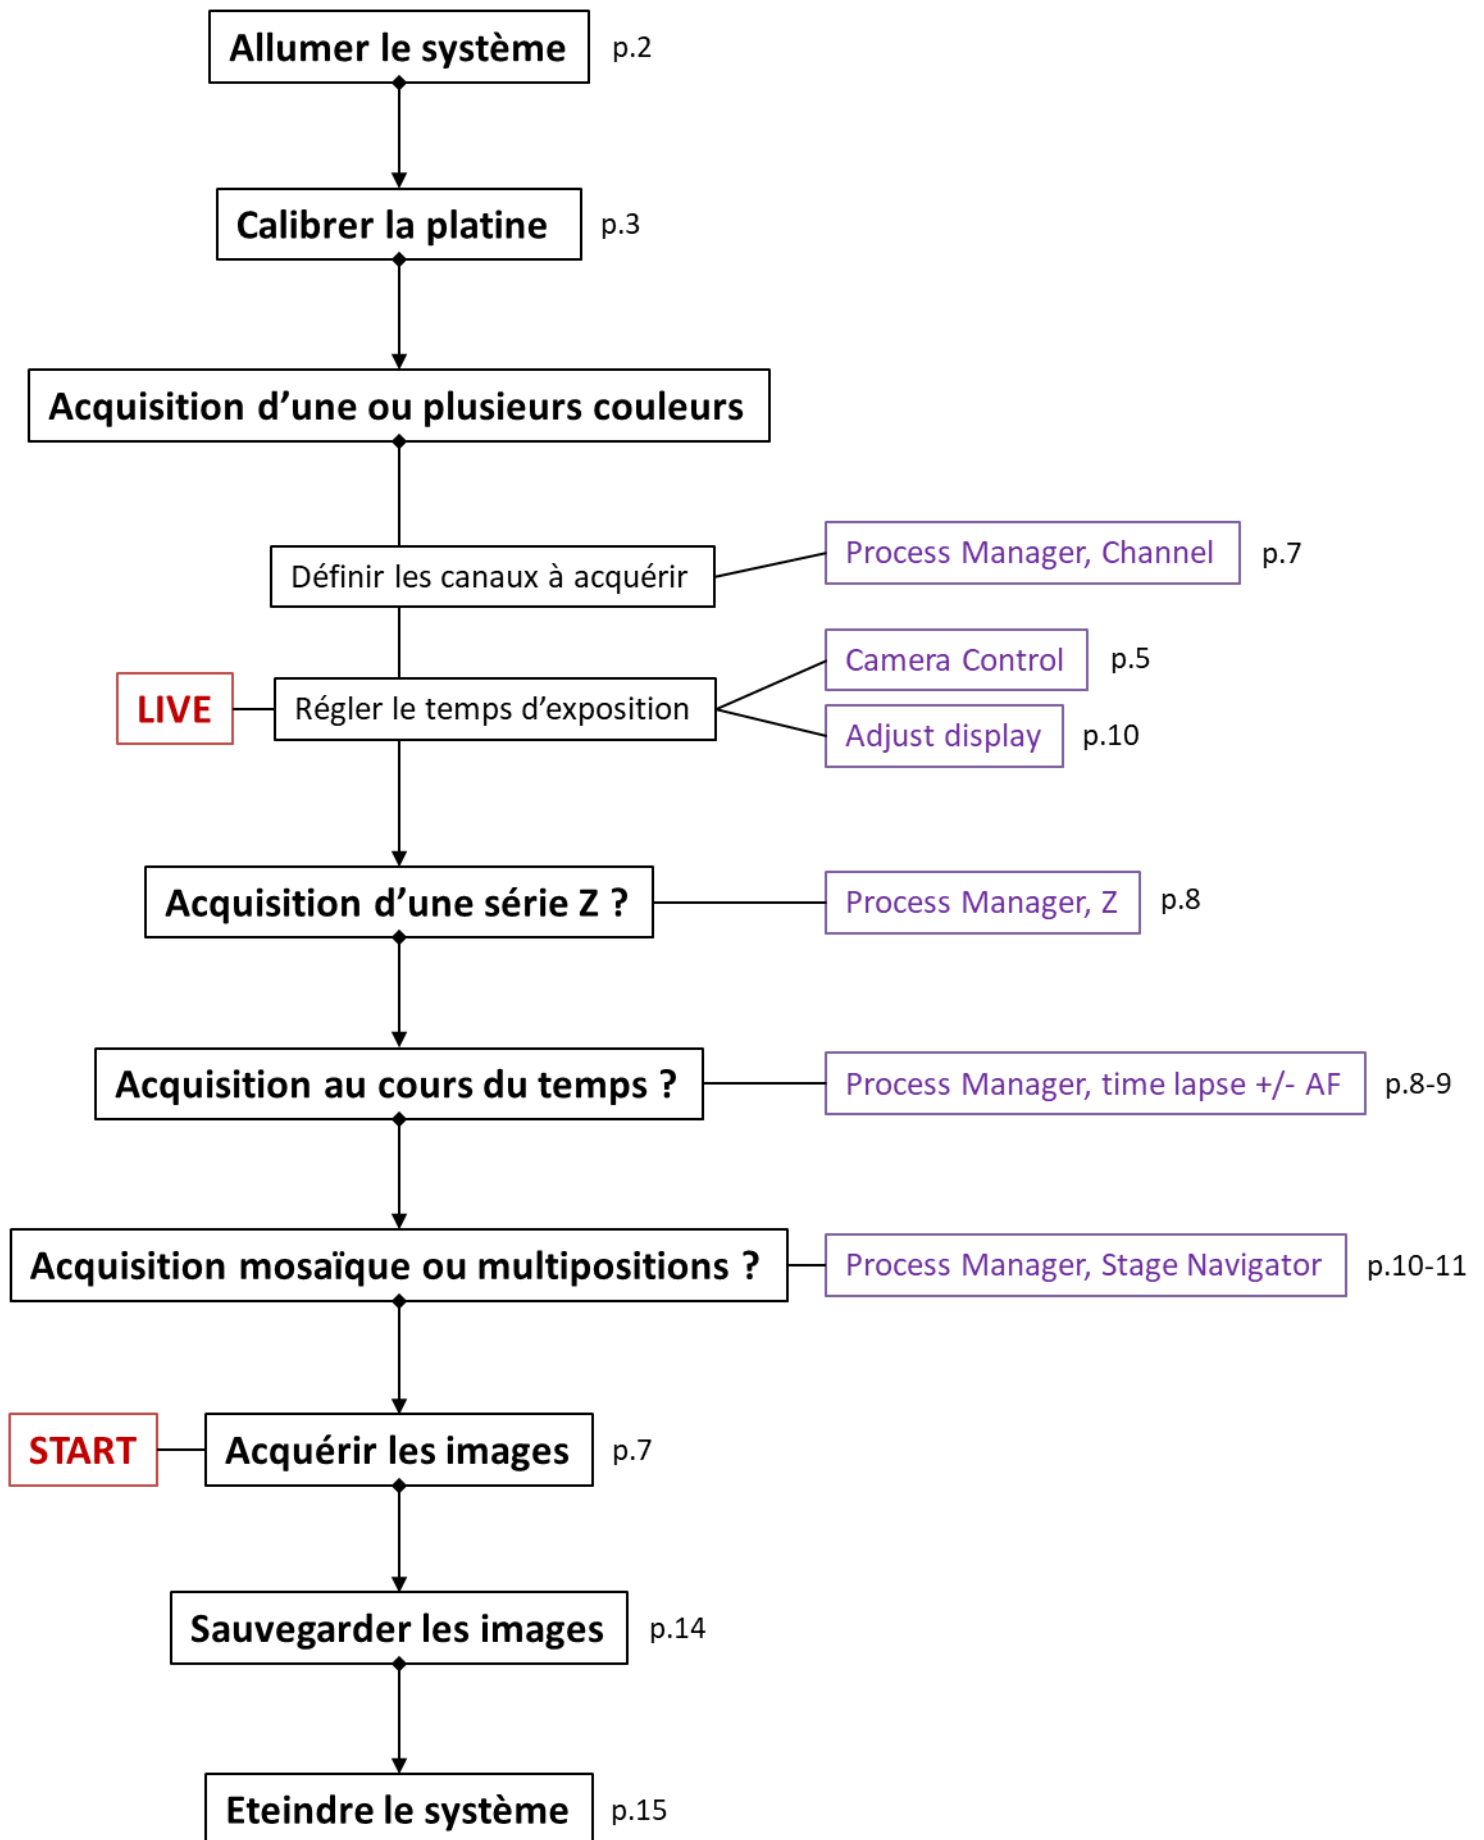 Allumer le système p.2
Calibrer la platine p.3
Acquisition d’une ou plusieurs couleurs
Définir les canaux à acquérir
Process Manager, Channel p.7
Camera Control p.5
LIVE
Régler le temps d’exposition
Adjust display p.10
Acquisition d’une série Z ?
Process Manager, Z p.8
Acquisition au cours du temps ?
Process Manager, time lapse +/- AF p.8-9
Acquisition mosaïque ou multipositions ?
Process Manager, Stage Navigator p.10-11
START
Acquérir les images p.7
Sauvegarder les images p.14
Eteindre le système p.15